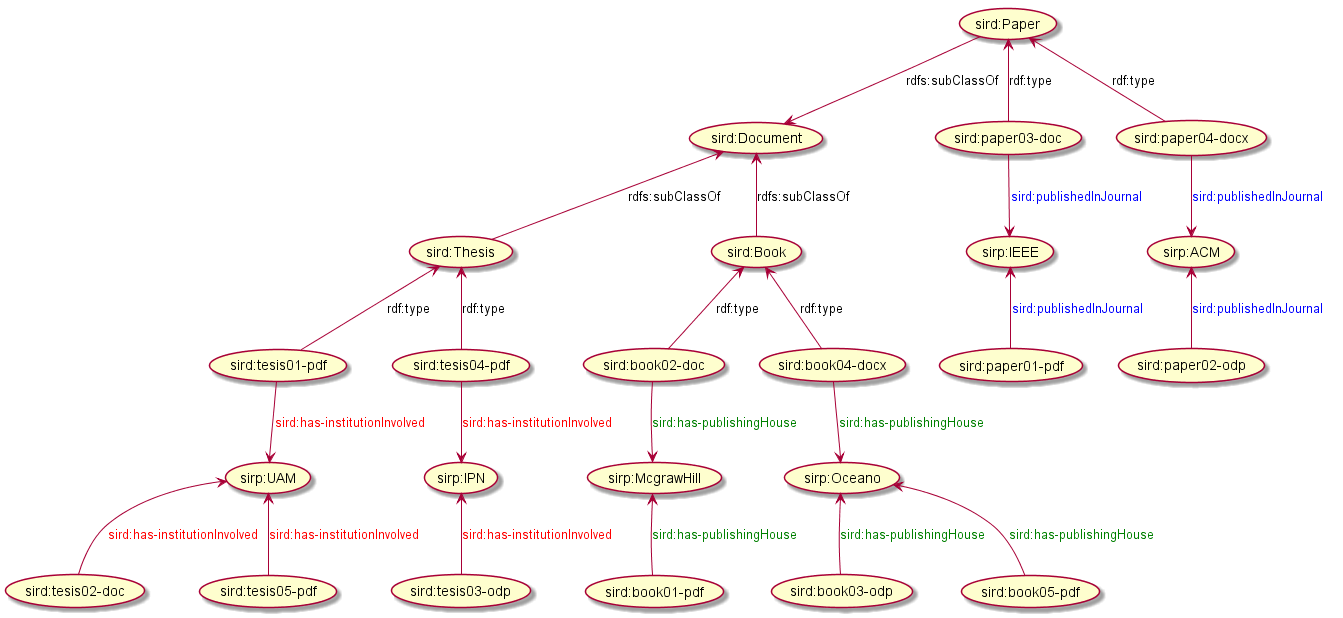 sird:Paper
rdfs:subClassOf
rdf:type
rdf:type
sird:Document
sird:paper03-doc
sird:paper04-docx
rdfs:subClassOf
rdfs:subClassOf
sird:publishedInJournal
sird:publishedInJournal
sird:Thesis
sird:Book
sirp:IEEE
sirp:ACM
rdf:type
rdf:type
rdf:type
rdf:type
sird:publishedInJournal
sird:publishedInJournal
sird:tesis01-pdf
sird:tesis04-pdf
sird:book02-doc
sird:book04-docx
sird:paper01-pdf
sird:paper02-odp
sird:has-institutionInvolved
sird:has-institutionInvolved
sird:has-publishingHouse
sird:has-publishingHouse
sirp:UAM
sirp:IPN
sirp:McgrawHill
sirp:Oceano
sird:has-institutionInvolved
sird:has-institutionInvolved
sird:has-institutionInvolved
sird:has-publishingHouse
sird:has-publishingHouse
sird:has-publishingHouse
sird:tesis02-doc
sird:tesis05-pdf
sird:tesis03-odp
sird:book01-pdf
sird:book03-odp
sird:book05-pdf